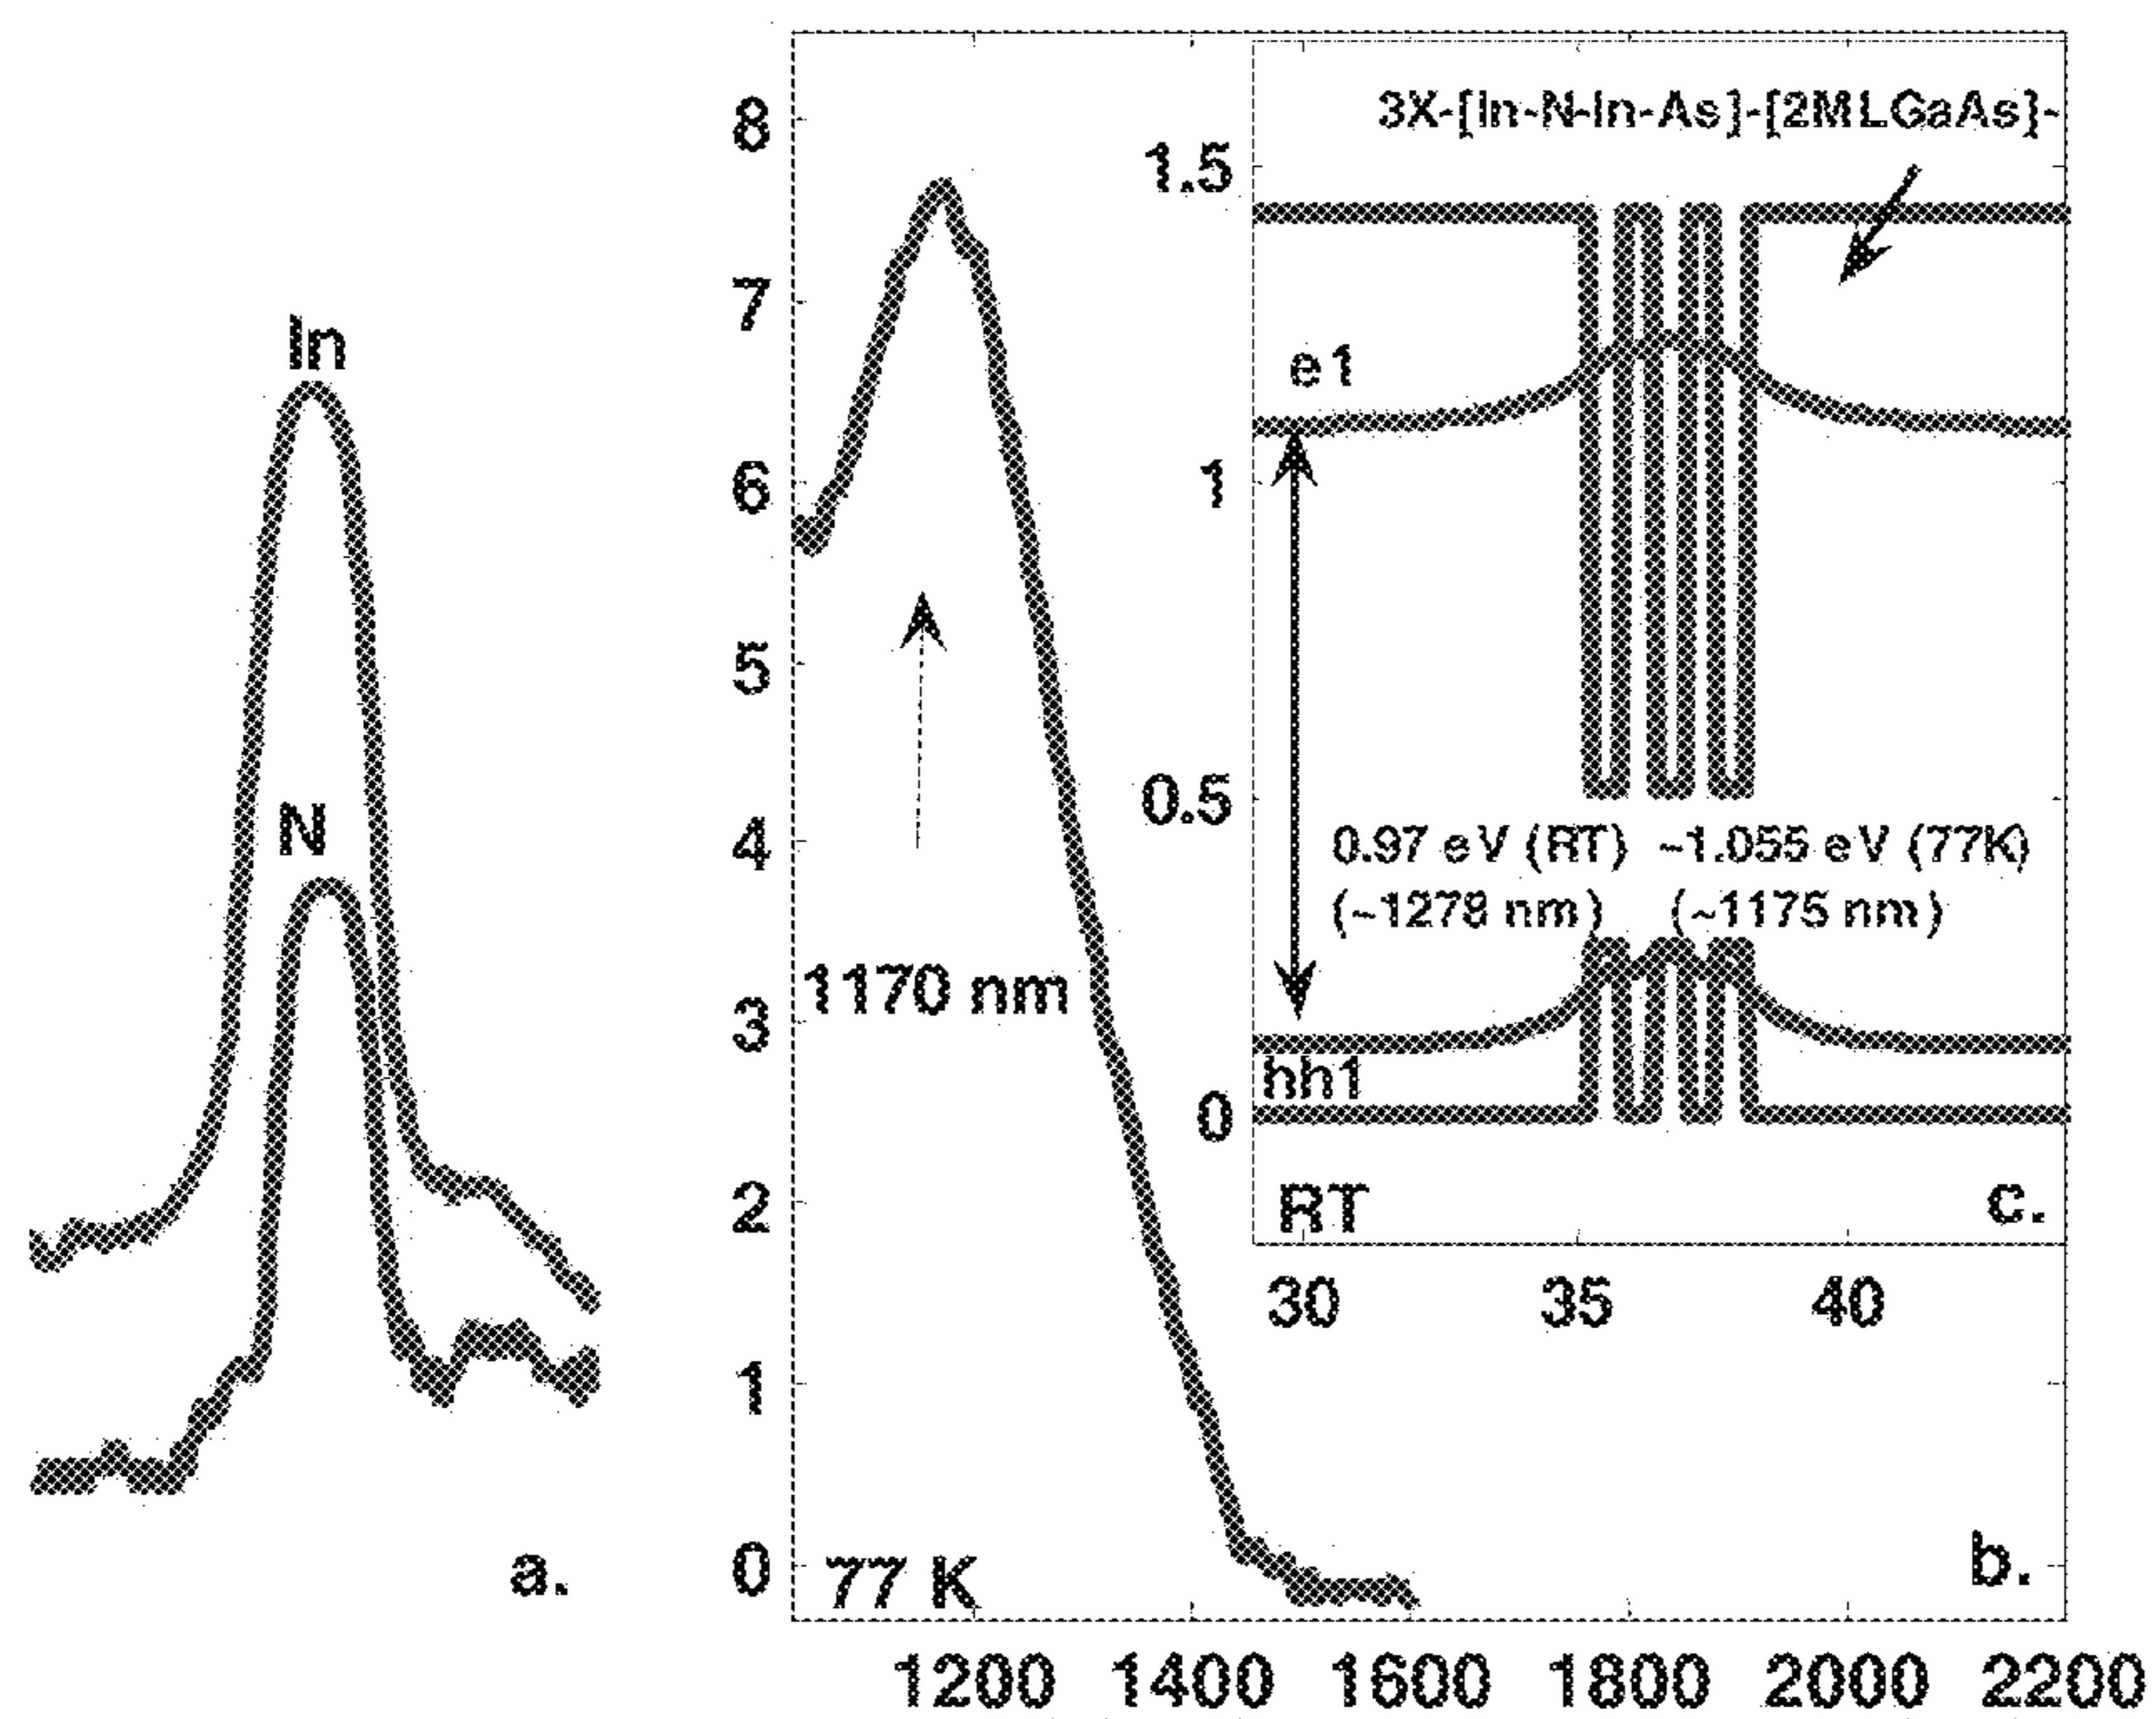 In
N
a.
8
7
6
5
4
3
2
1
0
1170 nm
77 K
b.
1200 1400 1600 1800 2000 2200
3X-[In-N-In-As]-[2MLGaAs]-
1.5
1
0.5
0
e1
0.97 eV (RT) ~1.055 eV (77K)
(~1278 nm) (~1175 nm)
hh1
RT
c.
30 35 40